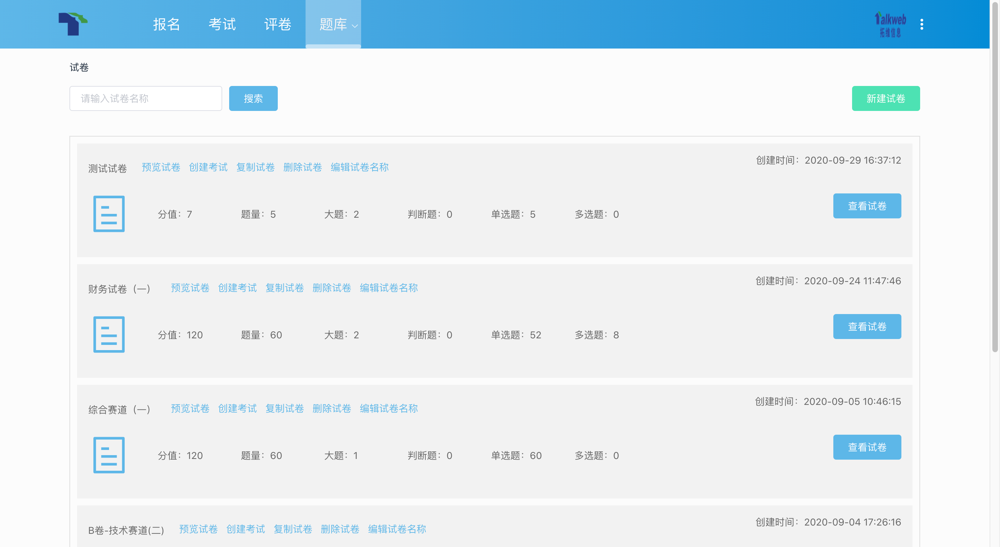 报名 考试 评卷 题库
Talkweb
拓维信息
试卷
请输入试卷名称 搜索 新建试卷
测试试卷 预览试卷 创建考试 复制试卷 删除试卷 编辑试卷名称 创建时间：2020-09-29 16:37:12
分值：7 题量：5 大题：2 判断题：0 单选题：5 多选题：0 查看试卷
财务试卷（一） 预览试卷 创建考试 复制试卷 删除试卷 编辑试卷名称 创建时间：2020-09-24 11:47:46
分值：120 题量：60 大题：2 判断题：0 单选题：52 多选题：8 查看试卷
综合赛道（一） 预览试卷 创建考试 复制试卷 删除试卷 编辑试卷名称 创建时间：2020-09-05 10:46:15
分值：120 题量：60 大题：1 判断题：0 单选题：60 多选题：0 查看试卷
B卷-技术赛道(二) 预览试卷 创建考试 复制试卷 删除试卷 编辑试卷名称 创建时间：2020-09-04 17:26:16